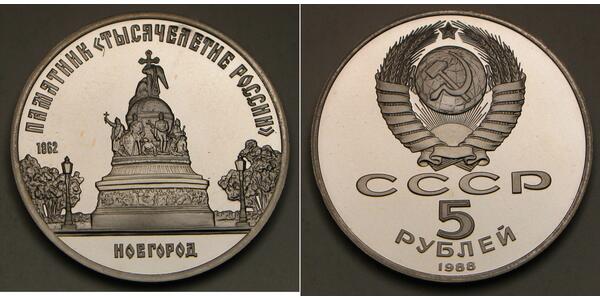 ПАМЯТНИК «ТЫСЯЧЕЛЕТИЕ РОССИИ»
1862
НОВГОРОД
СССР
5
РУБЛЕЙ
1988